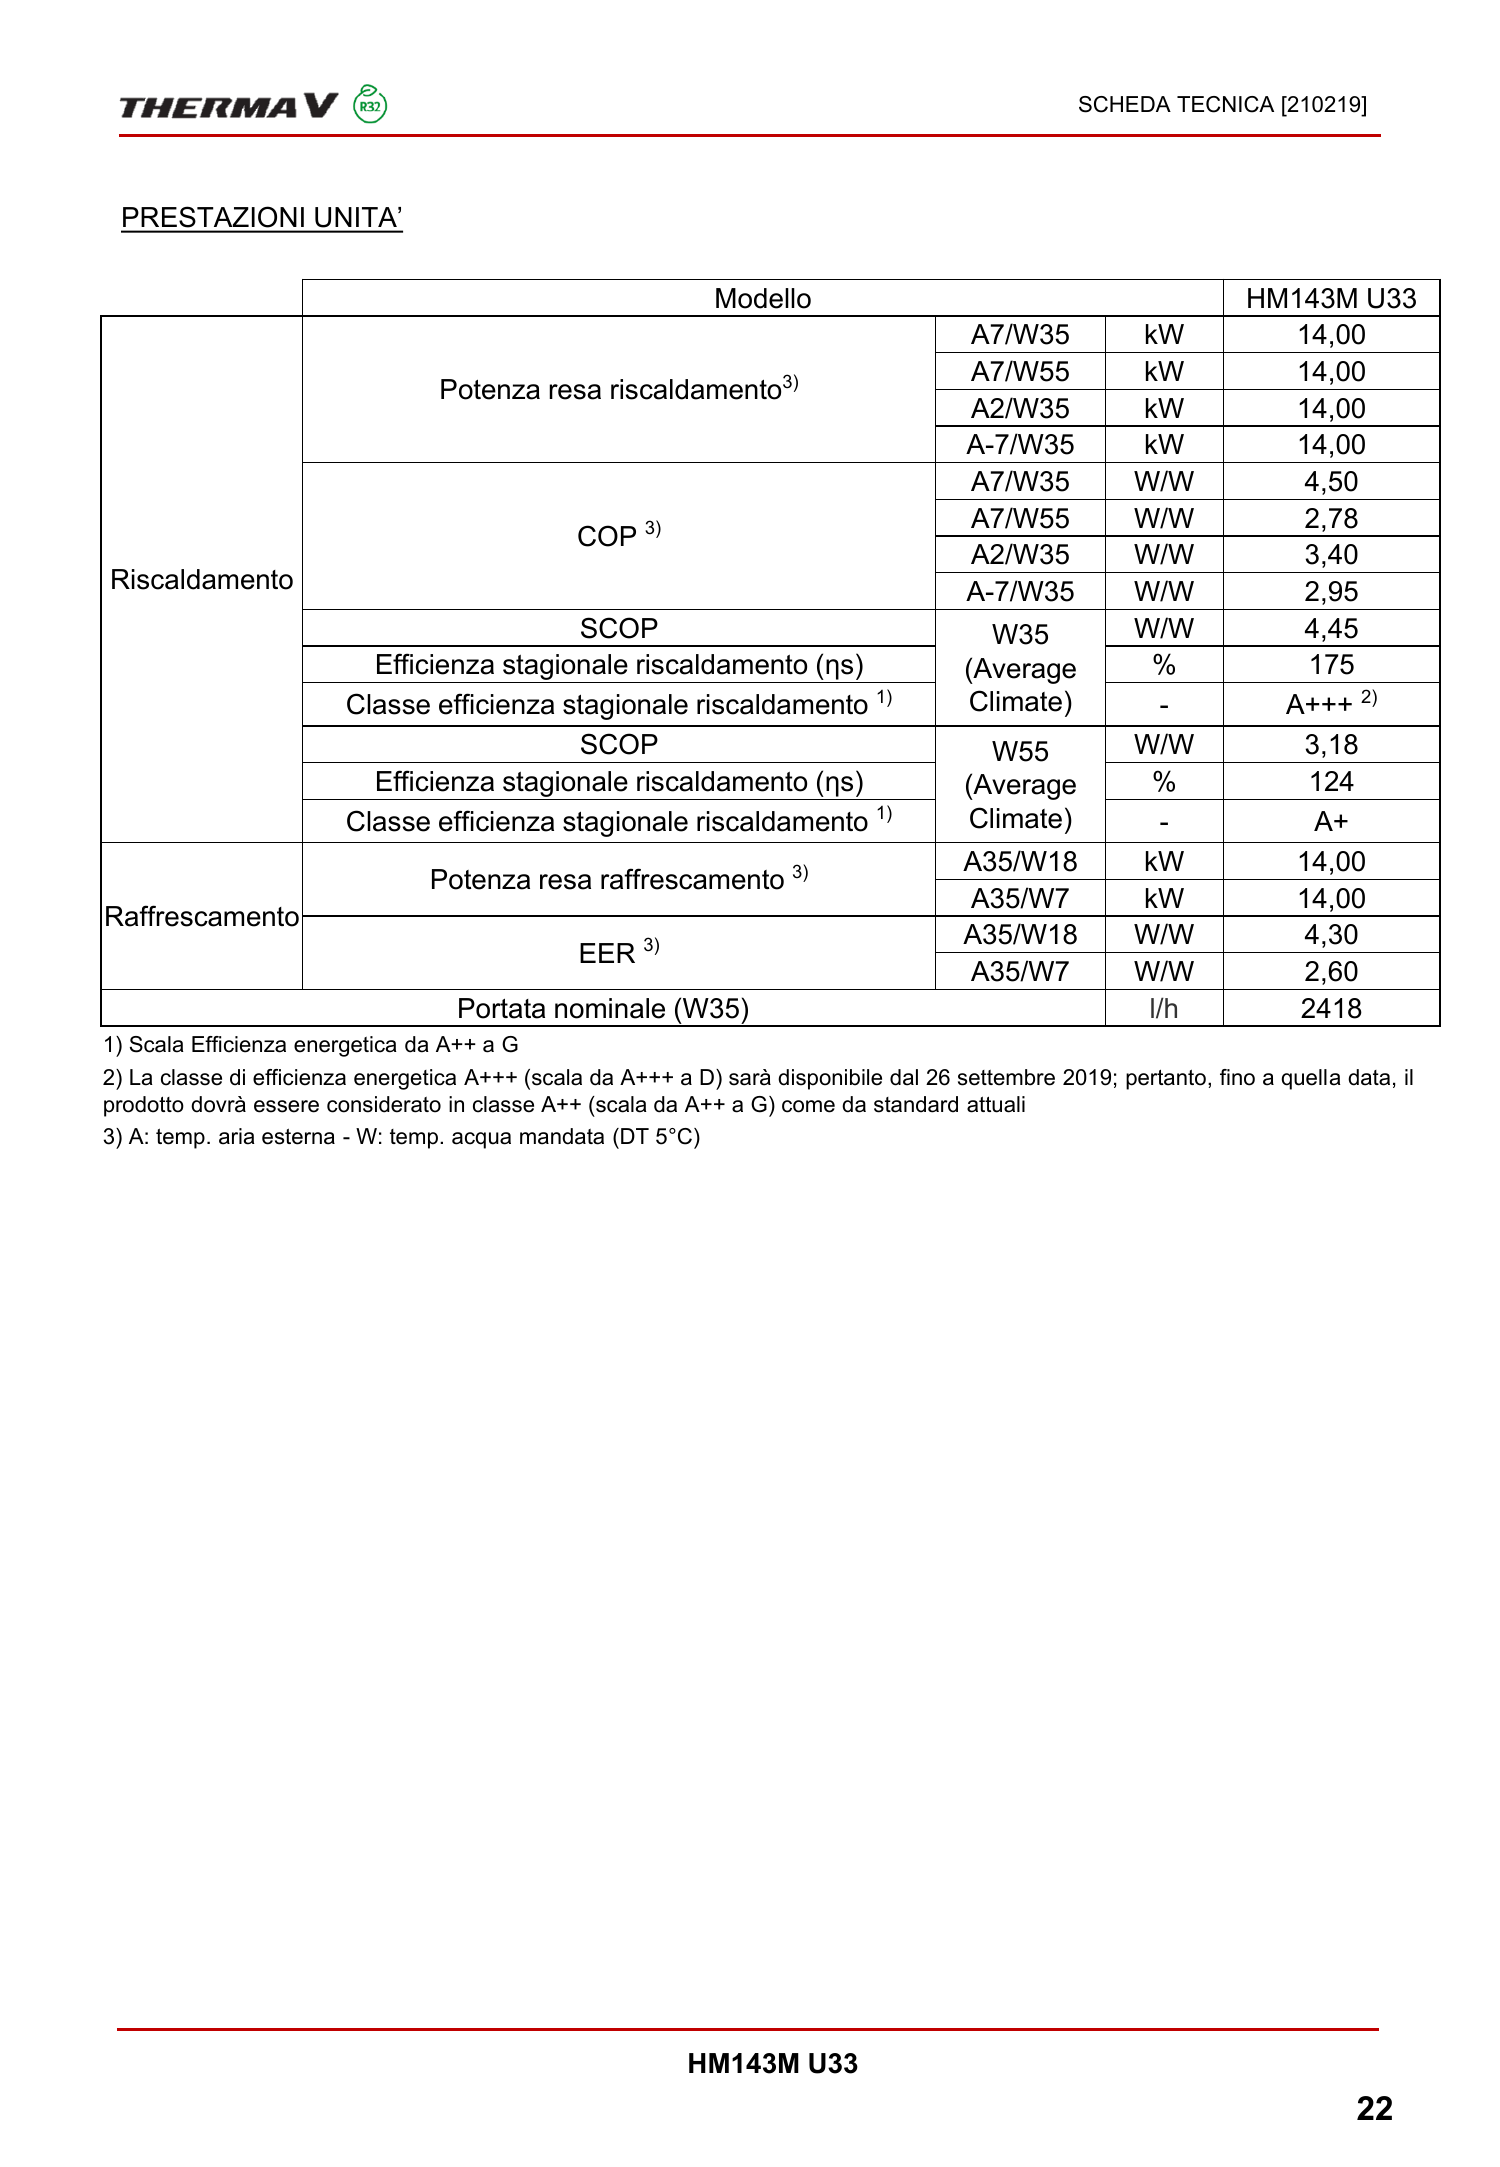 THERMA V R32
SCHEDA TECNICA [210219]
PRESTAZIONI UNITA’
Modello HM143M U33
Riscaldamento
Potenza resa riscaldamento3)
A7/W35 kW 14,00
A7/W55 kW 14,00
A2/W35 kW 14,00
A-7/W35 kW 14,00
COP 3)
A7/W35 W/W 4,50
A7/W55 W/W 2,78
A2/W35 W/W 3,40
A-7/W35 W/W 2,95
SCOP W/W 4,45
W35
(Average
Climate)
Efficienza stagionale riscaldamento (ηs) % 175
Classe efficienza stagionale riscaldamento 1) - A+++ 2)
SCOP W/W 3,18
W55
(Average
Climate)
Efficienza stagionale riscaldamento (ηs) % 124
Classe efficienza stagionale riscaldamento 1) - A+
Raffrescamento
Potenza resa raffrescamento 3)
A35/W18 kW 14,00
A35/W7 kW 14,00
EER 3)
A35/W18 W/W 4,30
A35/W7 W/W 2,60
Portata nominale (W35) l/h 2418
1) Scala Efficienza energetica da A++ a G
2) La classe di efficienza energetica A+++ (scala da A+++ a D) sarà disponibile dal 26 settembre 2019; pertanto, fino a quella data, il
prodotto dovrà essere considerato in classe A++ (scala da A++ a G) come da standard attuali
3) A: temp. aria esterna - W: temp. acqua mandata (DT 5°C)
HM143M U33
22